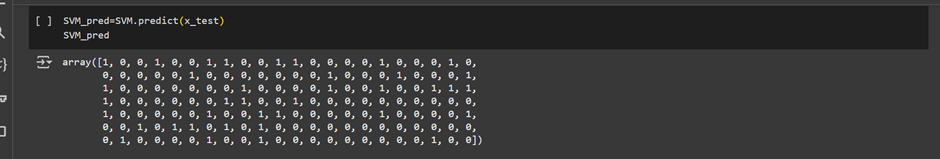 [ ] SVM_pred=SVM.predict(x_test)
SVM_pred
array([1, 0, 0, 1, 0, 0, 1, 1, 0, 0, 1, 1, 0, 0, 0, 0, 1, 0, 0, 0, 1, 0,
0, 0, 0, 0, 0, 1, 0, 0, 0, 0, 0, 0, 0, 1, 0, 0, 0, 1, 0, 0, 0, 1,
1, 0, 0, 0, 0, 0, 0, 1, 0, 0, 0, 0, 0, 1, 0, 0, 1, 0, 0, 1, 1, 1,
1, 0, 0, 0, 0, 0, 0, 1, 1, 0, 0, 1, 0, 0, 0, 0, 0, 0, 0, 0, 0, 0,
1, 0, 0, 0, 0, 0, 1, 0, 0, 1, 1, 0, 0, 0, 0, 0, 1, 0, 0, 0, 0, 1,
0, 0, 1, 0, 1, 1, 0, 1, 0, 1, 0, 0, 0, 0, 0, 0, 0, 0, 0, 0, 0, 0,
0, 1, 0, 0, 0, 0, 1, 0, 0, 1, 0, 0, 0, 0, 0, 0, 0, 0, 0, 1, 0, 0])